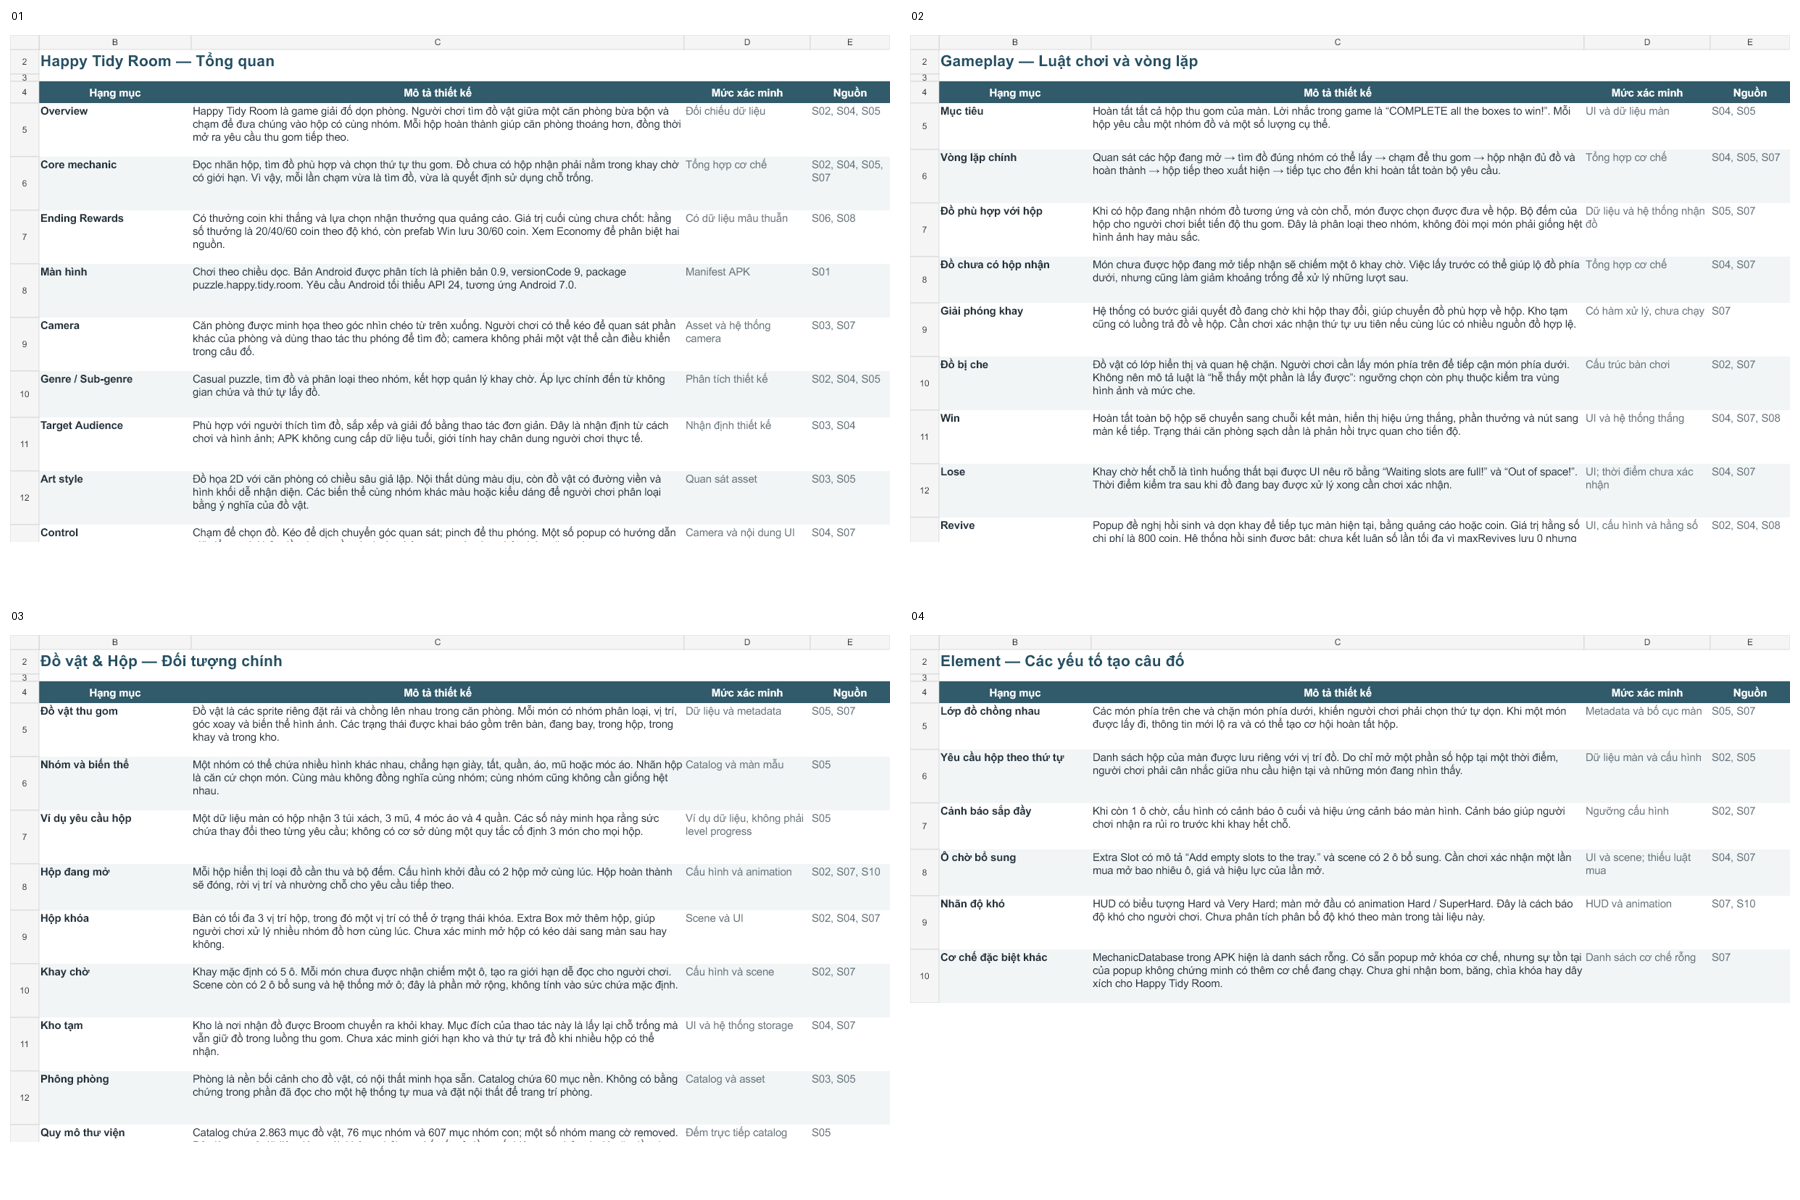 01
B C D E
2 Happy Tidy Room — Tổng quan
3
4 Hạng mục Mô tả thiết kế Mức xác minh Nguồn
5 Overview Happy Tidy Room là game giải đố dọn phòng. Người chơi tìm đồ vật giữa một căn phòng bừa bộn và Đối chiếu dữ liệu S02, S04, S05
chạm để đưa chúng vào hộp có cùng nhóm. Mỗi hộp hoàn thành giúp căn phòng thoáng hơn, đồng thời
mở ra yêu cầu thu gom tiếp theo.
6 Core mechanic Đọc nhãn hộp, tìm đồ phù hợp và chọn thứ tự thu gom. Đồ chưa có hộp nhận phải nằm trong khay chờ Tổng hợp cơ chế S02, S04, S05,
có giới hạn. Vì vậy, mỗi lần chạm vừa là tìm đồ, vừa là quyết định sử dụng chỗ trống. S07
7 Ending Rewards Có thưởng coin khi thắng và lựa chọn nhận thưởng qua quảng cáo. Giá trị cuối cùng chưa chốt: hằng Có dữ liệu mâu thuẫn S06, S08
số thưởng là 20/40/60 coin theo độ khó, còn prefab Win lưu 30/60 coin. Xem Economy để phân biệt hai
nguồn.
8 Màn hình Chơi theo chiều dọc. Bản Android được phân tích là phiên bản 0.9, versionCode 9, package Manifest APK S01
puzzle.happy.tidy.room. Yêu cầu Android tối thiểu API 24, tương ứng Android 7.0.
9 Camera Căn phòng được minh họa theo góc nhìn chéo từ trên xuống. Người chơi có thể kéo để quan sát phần Asset và hệ thống S03, S07
khác của phòng và dùng thao tác thu phóng để tìm đồ; camera không phải một vật thể cần điều khiển camera
trong câu đố.
10 Genre / Sub-genre Casual puzzle, tìm đồ và phân loại theo nhóm, kết hợp quản lý khay chờ. Áp lực chính đến từ không Phân tích thiết kế S02, S04, S05
gian chứa và thứ tự lấy đồ.
11 Target Audience Phù hợp với người thích tìm đồ, sắp xếp và giải đố bằng thao tác đơn giản. Đây là nhận định từ cách Nhận định thiết kế S03, S04
chơi và hình ảnh; APK không cung cấp dữ liệu tuổi, giới tính hay chân dung người chơi thực tế.
12 Art style Đồ họa 2D với căn phòng có chiều sâu giả lập. Nội thất dùng màu dịu, còn đồ vật có đường viền và Quan sát asset S03, S05
hình khối dễ nhận diện. Các biến thể cùng nhóm khác màu hoặc kiểu dáng để người chơi phân loại
bằng ý nghĩa của đồ vật.
Control Chạm để chọn đồ. Kéo để dịch chuyển góc quan sát; pinch để thu phóng. Một số popup có hướng dẫn Camera và nội dung UI S04, S07
02
B C D E
2 Gameplay — Luật chơi và vòng lặp
3
4 Hạng mục Mô tả thiết kế Mức xác minh Nguồn
5 Mục tiêu Hoàn tất tất cả hộp thu gom của màn. Lời nhắc trong game là “COMPLETE all the boxes to win!”. Mỗi UI và dữ liệu màn S04, S05
hộp yêu cầu một nhóm đồ và một số lượng cụ thể.
6 Vòng lặp chính Quan sát các hộp đang mở → tìm đồ đúng nhóm có thể lấy → chạm để thu gom → hộp nhận đủ đồ và Tổng hợp cơ chế S04, S05, S07
hoàn thành → hộp tiếp theo xuất hiện → tiếp tục cho đến khi hoàn tất toàn bộ yêu cầu.
7 Đồ phù hợp với hộp Khi có hộp đang nhận nhóm đồ tương ứng và còn chỗ, món được chọn được đưa về hộp. Bộ đếm của Dữ liệu và hệ thống nhận S05, S07
hộp cho người chơi biết tiến độ thu gom. Đây là phân loại theo nhóm, không đòi mọi món phải giống hệt đồ
hình ảnh hay màu sắc.
8 Đồ chưa có hộp nhận Món chưa được hộp đang mở tiếp nhận sẽ chiếm một ô khay chờ. Việc lấy trước có thể giúp lộ đồ phía Tổng hợp cơ chế S04, S07
dưới, nhưng cũng làm giảm khoảng trống để xử lý những lượt sau.
9 Giải phóng khay Hệ thống có bước giải quyết đồ đang chờ khi hộp thay đổi, giúp chuyển đồ phù hợp về hộp. Kho tạm Có hàm xử lý, chưa chạy S07
cũng có luồng trả đồ về hộp. Cần chơi xác nhận thứ tự ưu tiên nếu cùng lúc có nhiều nguồn đồ hợp lệ.
10 Đồ bị che Đồ vật có lớp hiển thị và quan hệ chặn. Người chơi cần lấy món phía trên để tiếp cận món phía dưới. Cấu trúc bàn chơi S02, S07
Không nên mô tả luật là “hễ thấy một phần là lấy được”: ngưỡng chọn còn phụ thuộc kiểm tra vùng
hình ảnh và mức che.
11 Win Hoàn tất toàn bộ hộp sẽ chuyển sang chuỗi kết màn, hiển thị hiệu ứng thắng, phần thưởng và nút sang UI và hệ thống thắng S04, S07, S08
màn kế tiếp. Trạng thái căn phòng sạch dần là phản hồi trực quan cho tiến độ.
12 Lose Khay chờ hết chỗ là tình huống thất bại được UI nêu rõ bằng “Waiting slots are full!” và “Out of space!”. UI; thời điểm chưa xác S04, S07
Thời điểm kiểm tra sau khi đồ đang bay được xử lý xong cần chơi xác nhận. nhận
Revive Popup đề nghị hồi sinh và dọn khay để tiếp tục màn hiện tại, bằng quảng cáo hoặc coin. Giá trị hằng số UI, cấu hình và hằng số S02, S04, S08
chi phí là 800 coin. Hệ thống hồi sinh được bật; chưa kết luận số lần tối đa vì maxRevives lưu 0 nhưng
03
B C D E
2 Đồ vật & Hộp — Đối tượng chính
3
4 Hạng mục Mô tả thiết kế Mức xác minh Nguồn
5 Đồ vật thu gom Đồ vật là các sprite riêng đặt rải và chồng lên nhau trong căn phòng. Mỗi món có nhóm phân loại, vị trí, Dữ liệu và metadata S05, S07
góc xoay và biến thể hình ảnh. Các trạng thái được khai báo gồm trên bàn, đang bay, trong hộp, trong
khay và trong kho.
6 Nhóm và biến thể Một nhóm có thể chứa nhiều hình khác nhau, chẳng hạn giày, tất, quần, áo, mũ hoặc móc áo. Nhãn hộp Catalog và màn mẫu S05
là căn cứ chọn món. Cùng màu không đồng nghĩa cùng nhóm; cùng nhóm cũng không cần giống hệt
nhau.
7 Ví dụ yêu cầu hộp Một dữ liệu màn có hộp nhận 3 túi xách, 3 mũ, 4 móc áo và 4 quần. Các số này minh họa rằng sức Ví dụ dữ liệu, không phải S05
chứa thay đổi theo từng yêu cầu; không có cơ sở dùng một quy tắc cố định 3 món cho mọi hộp. level progress
8 Hộp đang mở Mỗi hộp hiển thị loại đồ cần thu và bộ đếm. Cấu hình khởi đầu có 2 hộp mở cùng lúc. Hộp hoàn thành Cấu hình và animation S02, S07, S10
sẽ đóng, rời vị trí và nhường chỗ cho yêu cầu tiếp theo.
9 Hộp khóa Bàn có tối đa 3 vị trí hộp, trong đó một vị trí có thể ở trạng thái khóa. Extra Box mở thêm hộp, giúp Scene và UI S02, S04, S07
người chơi xử lý nhiều nhóm đồ hơn cùng lúc. Chưa xác minh mở hộp có kéo dài sang màn sau hay
không.
10 Khay chờ Khay mặc định có 5 ô. Mỗi món chưa được nhận chiếm một ô, tạo ra giới hạn dễ đọc cho người chơi. Cấu hình và scene S02, S07
Scene còn có 2 ô bổ sung và hệ thống mở ô; đây là phần mở rộng, không tính vào sức chứa mặc định.
11 Kho tạm Kho là nơi nhận đồ được Broom chuyển ra khỏi khay. Mục đích của thao tác này là lấy lại chỗ trống mà UI và hệ thống storage S04, S07
vẫn giữ đồ trong luồng thu gom. Chưa xác minh giới hạn kho và thứ tự trả đồ khi nhiều hộp có thể
nhận.
12 Phông phòng Phòng là nền bối cảnh cho đồ vật, có nội thất minh họa sẵn. Catalog chứa 60 mục nền. Không có bằng Catalog và asset S03, S05
chứng trong phần đã đọc cho một hệ thống tự mua và đặt nội thất để trang trí phòng.
Quy mô thư viện Catalog chứa 2.863 mục đồ vật, 76 mục nhóm và 607 mục nhóm con; một số nhóm mang cờ removed. Đếm trực tiếp catalog S05
04
B C D E
2 Element — Các yếu tố tạo câu đố
3
4 Hạng mục Mô tả thiết kế Mức xác minh Nguồn
5 Lớp đồ chồng nhau Các món phía trên che và chặn món phía dưới, khiến người chơi phải chọn thứ tự dọn. Khi một món Metadata và bố cục màn S05, S07
được lấy đi, thông tin mới lộ ra và có thể tạo cơ hội hoàn tất hộp.
6 Yêu cầu hộp theo thứ tự Danh sách hộp của màn được lưu riêng với vị trí đồ. Do chỉ mở một phần số hộp tại một thời điểm, Dữ liệu màn và cấu hình S02, S05
người chơi phải cân nhắc giữa nhu cầu hiện tại và những món đang nhìn thấy.
7 Cảnh báo sắp đầy Khi còn 1 ô chờ, cấu hình có cảnh báo ô cuối và hiệu ứng cảnh báo màn hình. Cảnh báo giúp người Ngưỡng cấu hình S02, S07
chơi nhận ra rủi ro trước khi khay hết chỗ.
8 Ô chờ bổ sung Extra Slot có mô tả “Add empty slots to the tray.” và scene có 2 ô bổ sung. Cần chơi xác nhận một lần UI và scene; thiếu luật S04, S07
mua mở bao nhiêu ô, giá và hiệu lực của lần mở. mua
9 Nhãn độ khó HUD có biểu tượng Hard và Very Hard; màn mở đầu có animation Hard / SuperHard. Đây là cách báo HUD và animation S07, S10
độ khó cho người chơi. Chưa phân tích phân bố độ khó theo màn trong tài liệu này.
10 Cơ chế đặc biệt khác MechanicDatabase trong APK hiện là danh sách rỗng. Có sẵn popup mở khóa cơ chế, nhưng sự tồn tại Danh sách cơ chế rỗng S07
của popup không chứng minh có thêm cơ chế đang chạy. Chưa ghi nhận bom, băng, chìa khóa hay dây
xích cho Happy Tidy Room.